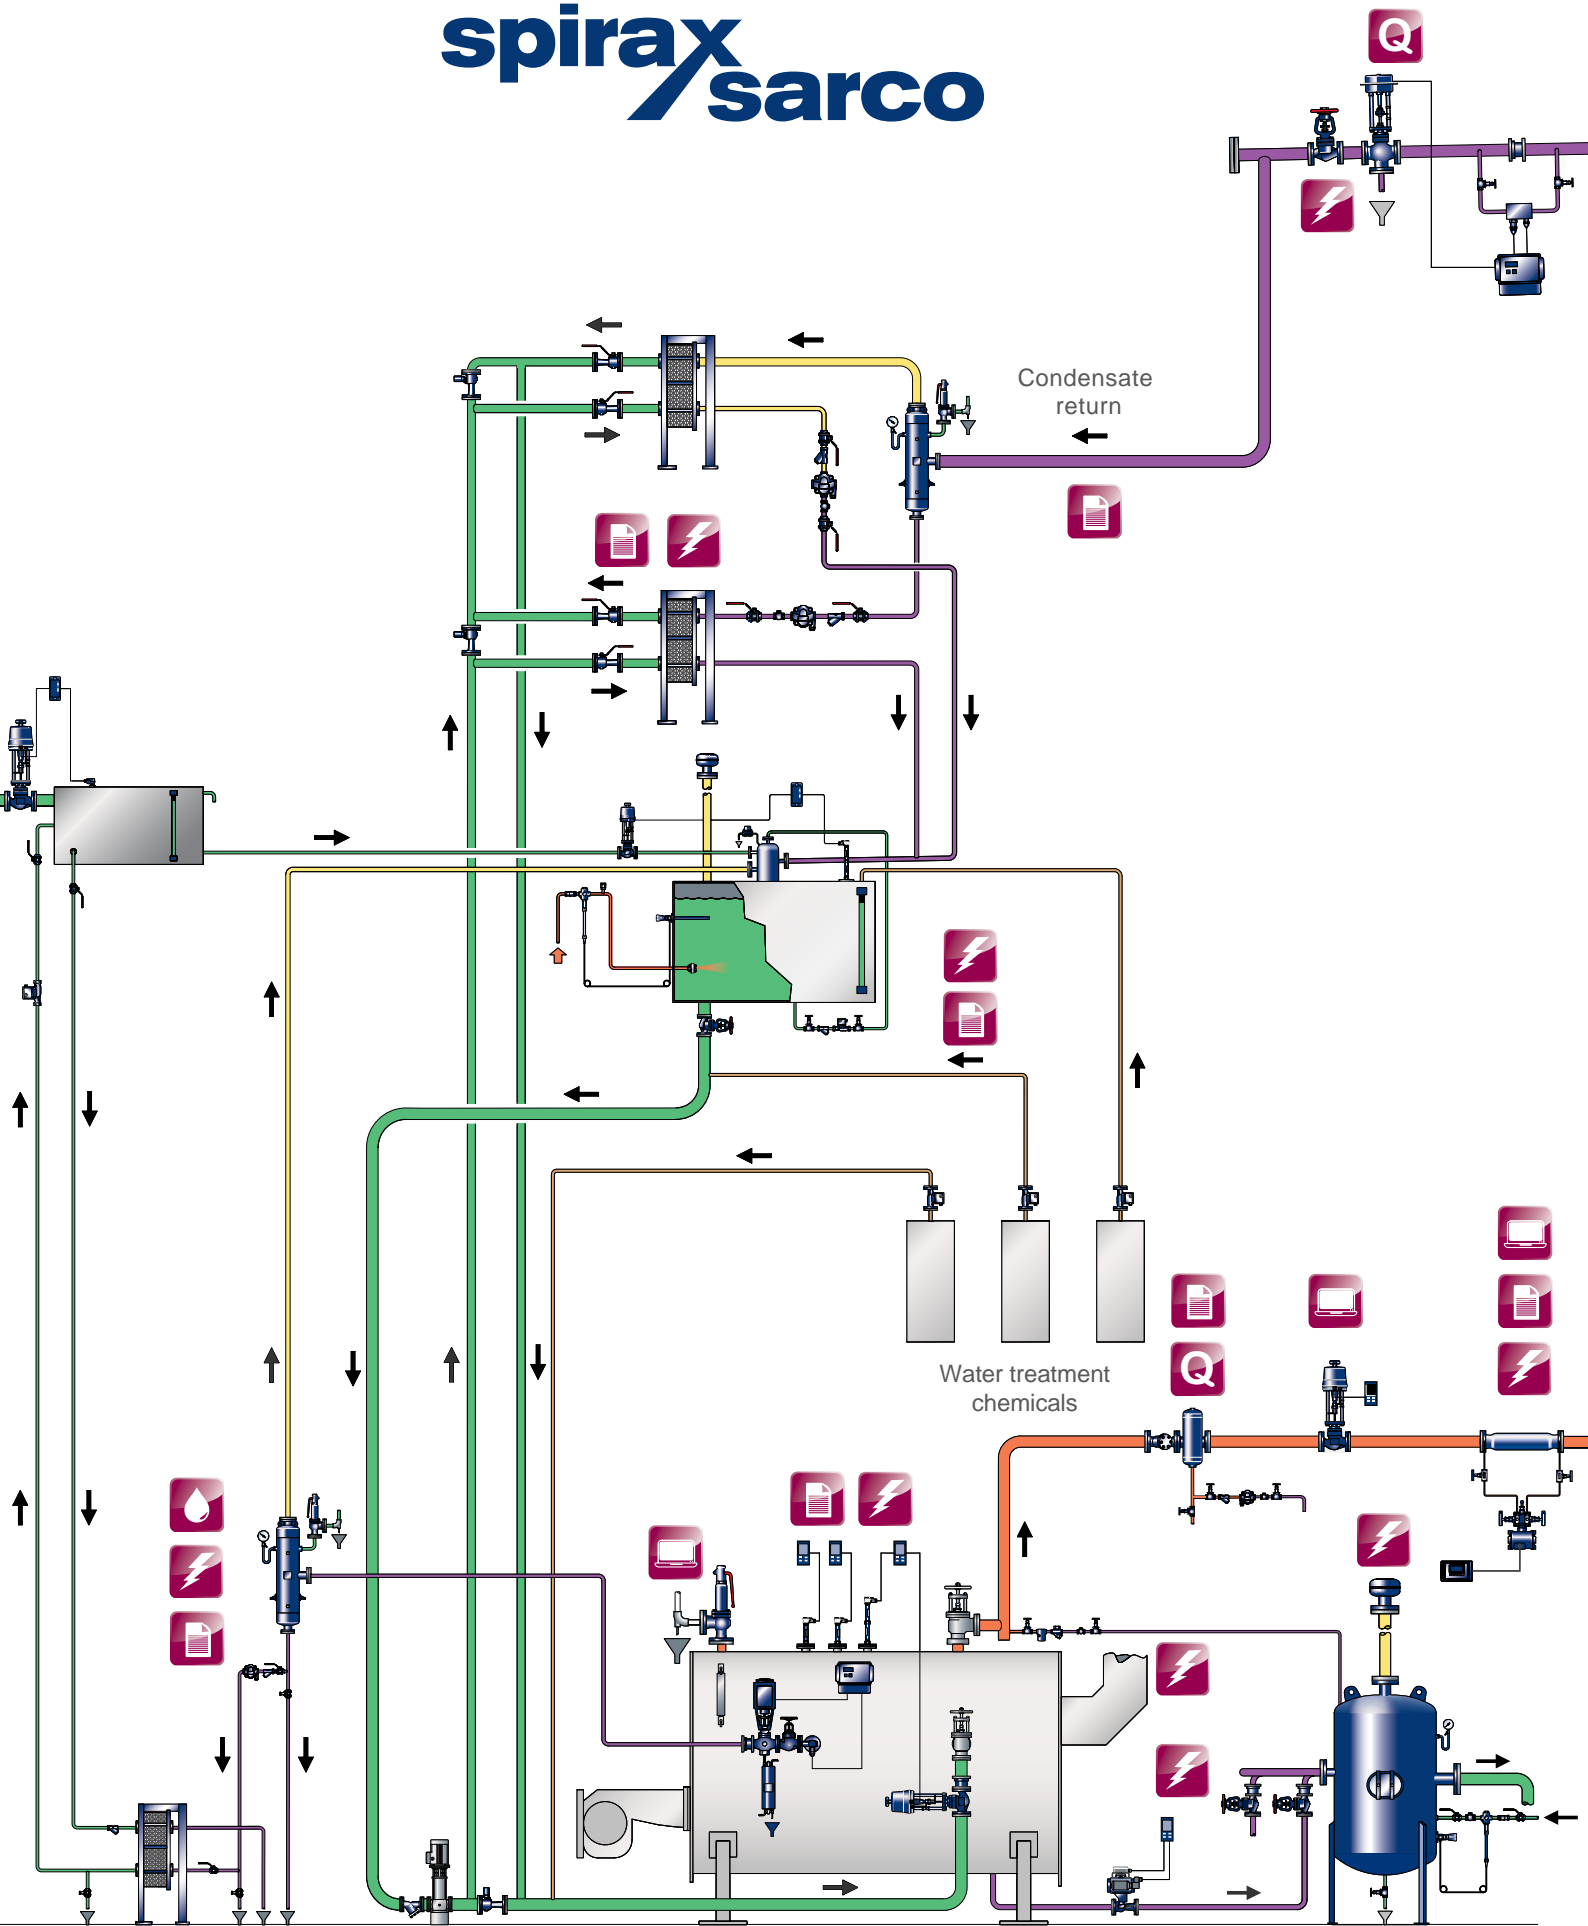 spirax
sarco
Q
Condensate
return
Water treatment
chemicals
Q